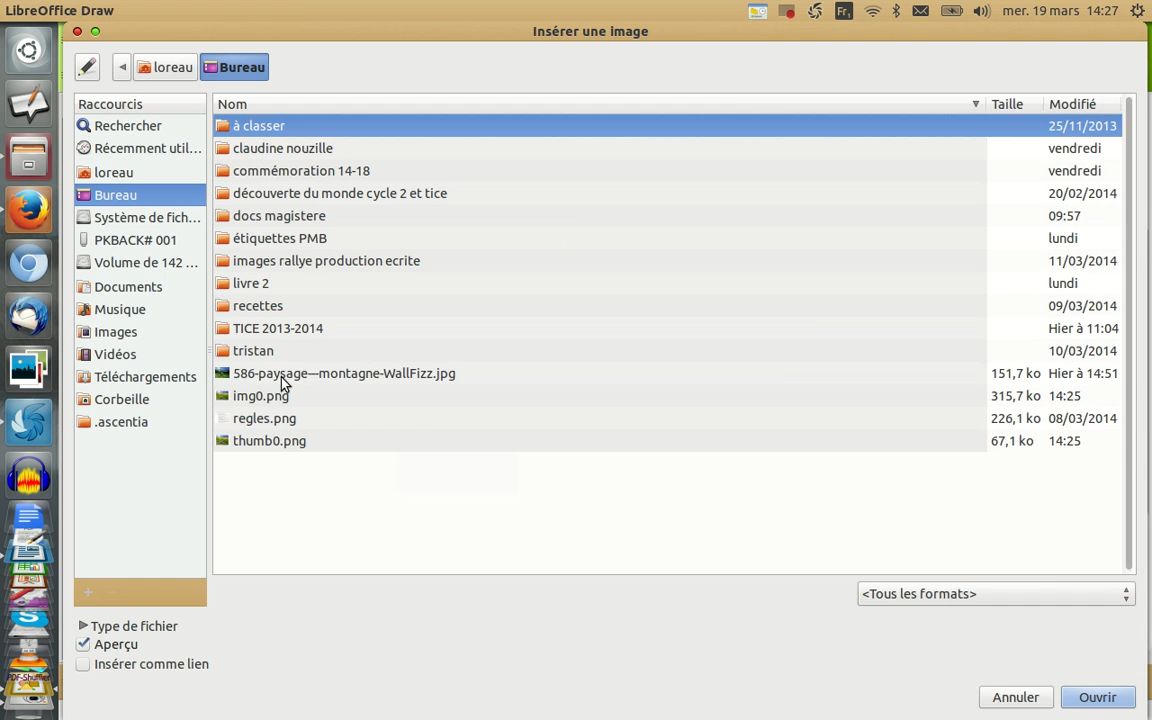 LibreOffice Draw
Fr₁
mer. 19 mars 14:27
Insérer une image
loreau
Bureau
Raccourcis
Rechercher
Récemment util...
loreau
Bureau
Système de fich...
PKBACK# 001
Volume de 142 ...
Documents
Musique
Images
Vidéos
Téléchargements
Corbeille
.ascentia
Nom Taille Modifié
à classer 25/11/2013
claudine nouzille vendredi
commémoration 14-18 vendredi
découverte du monde cycle 2 et tice 20/02/2014
docs magistere 09:57
étiquettes PMB lundi
images rallye production ecrite 11/03/2014
livre 2 lundi
recettes 09/03/2014
TICE 2013-2014 Hier à 11:04
tristan 10/03/2014
586-paysage---montagne-WallFizz.jpg 151,7 ko Hier à 14:51
img0.png 315,7 ko 14:25
regles.png 226,1 ko 08/03/2014
thumb0.png 67,1 ko 14:25
<Tous les formats>
Type de fichier
Aperçu
Insérer comme lien
PDF-Shuffler
Annuler
Ouvrir